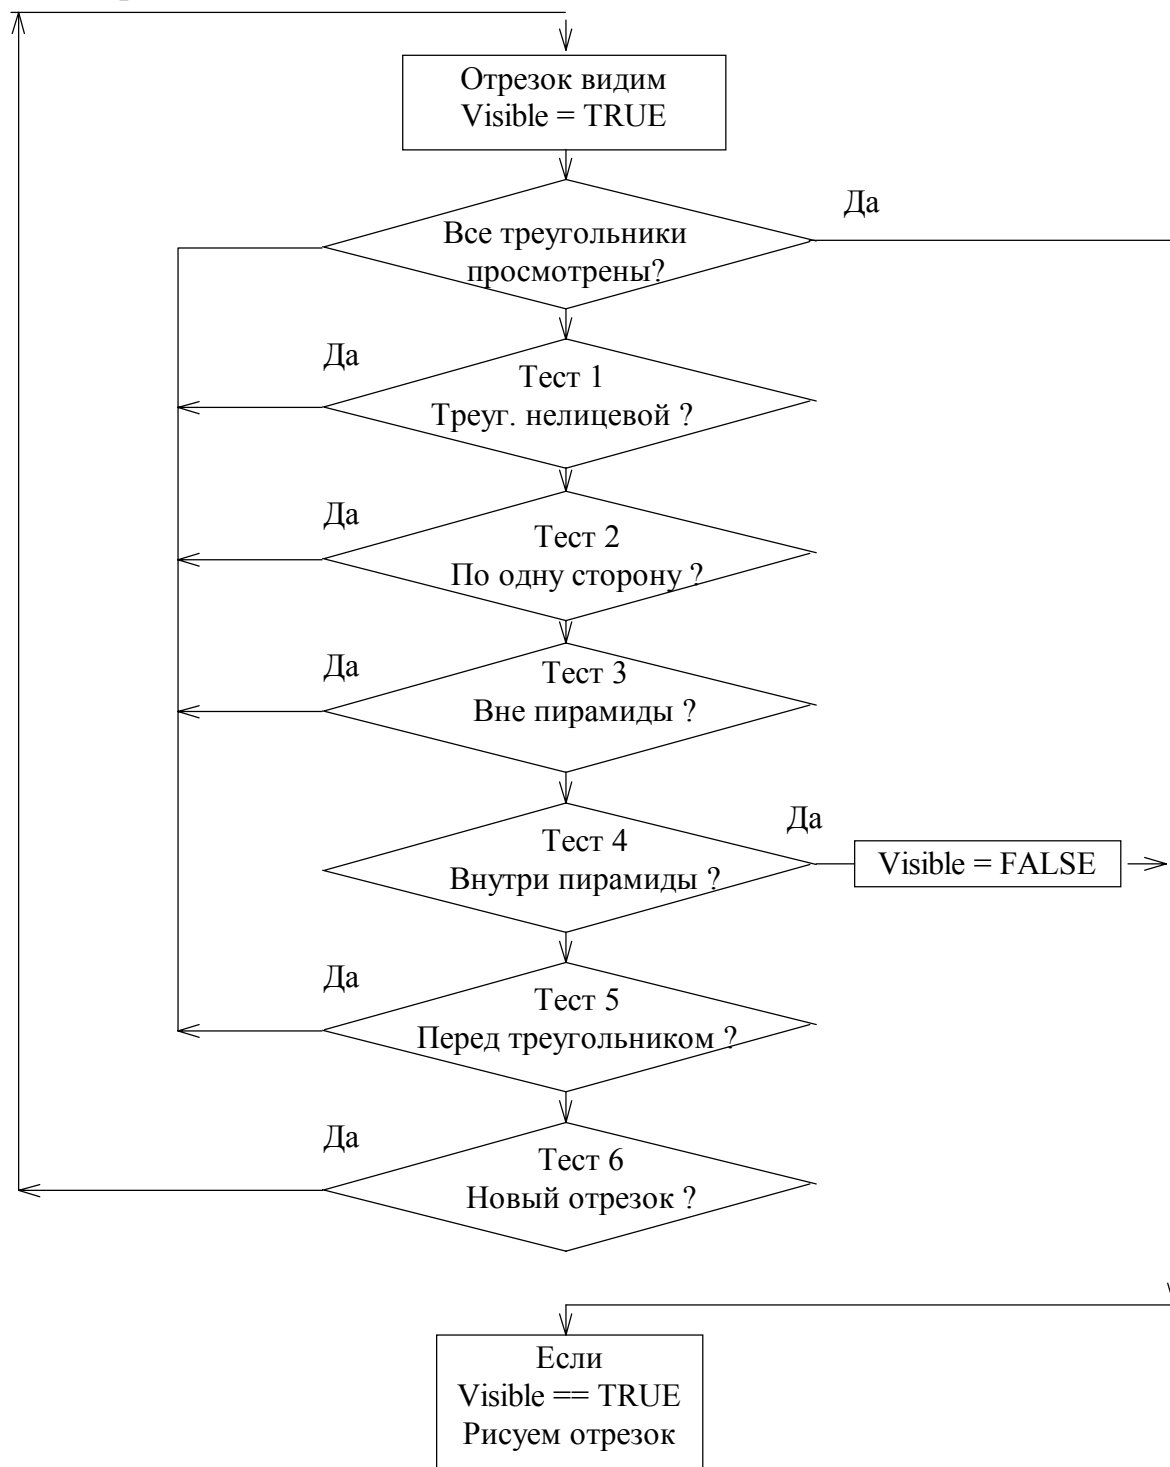 Отрезок видим
Visible = TRUE
Да
Все треугольники
просмотрены?
Да
Тест 1
Треуг. нелицевой ?
Да
Тест 2
По одну сторону ?
Да
Тест 3
Вне пирамиды ?
Да
Тест 4
Внутри пирамиды ?
Visible = FALSE
Да
Тест 5
Перед треугольником ?
Да
Тест 6
Новый отрезок ?
Если
Visible == TRUE
Рисуем отрезок